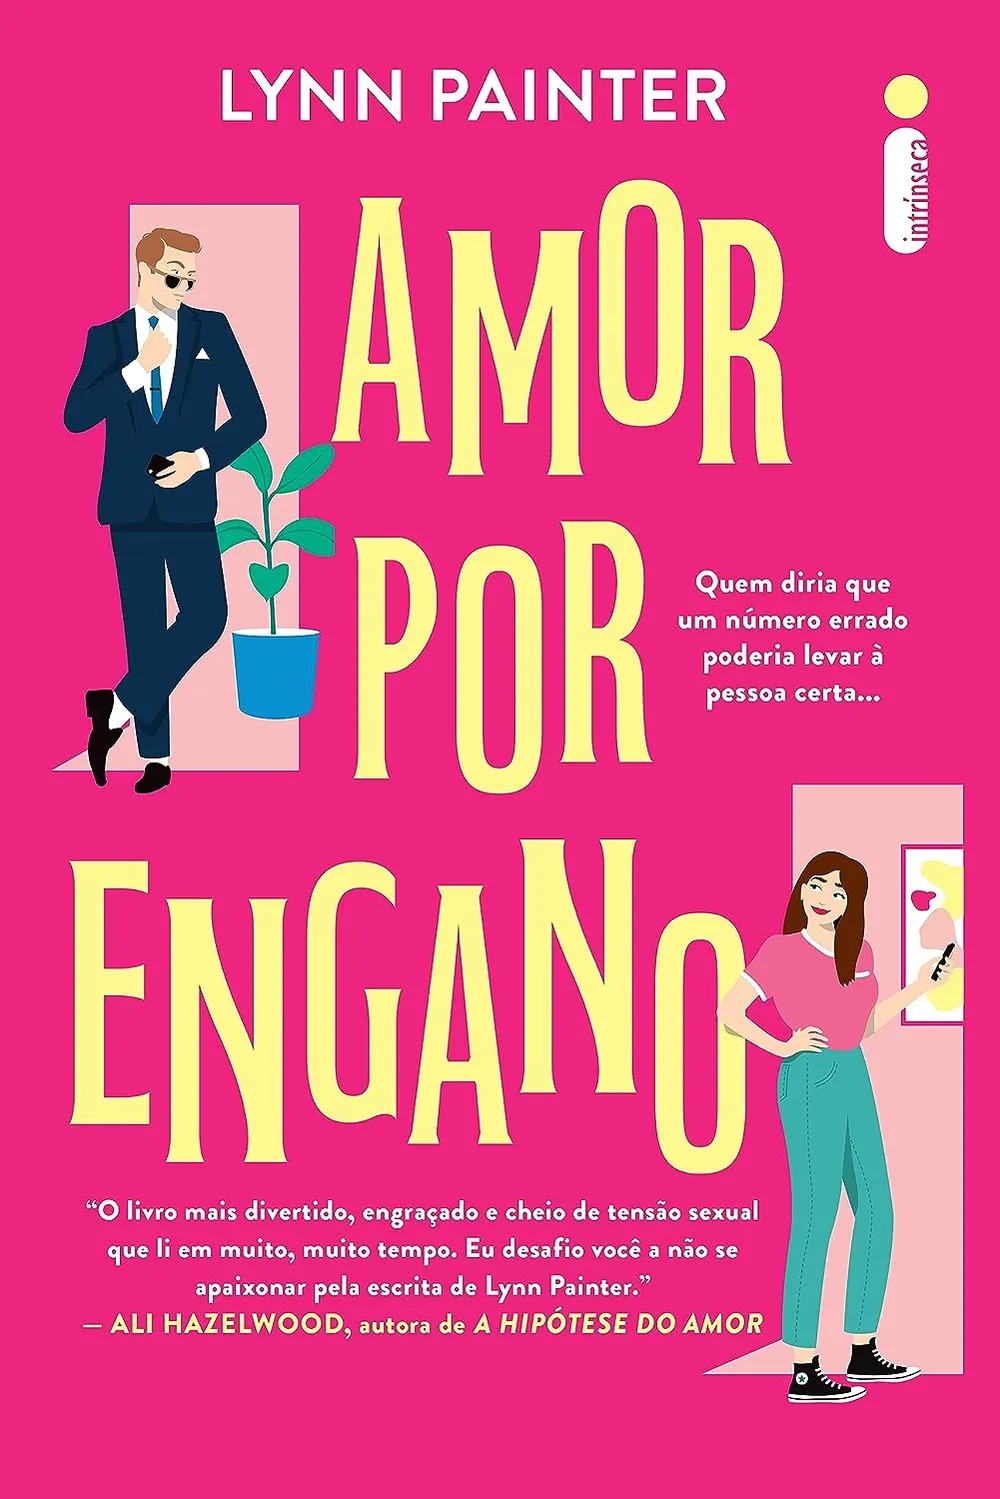 LYNN PAINTER
intrínseca
AMOR
POR
ENGANO
Quem diria que
um número errado
poderia levar à
pessoa certa...
“O livro mais divertido, engraçado e cheio de tensão sexual
que li em muito, muito tempo. Eu desafio você a não se
apaixonar pela escrita de Lynn Painter.”
— ALI HAZELWOOD, autora de A HIPÓTESE DO AMOR